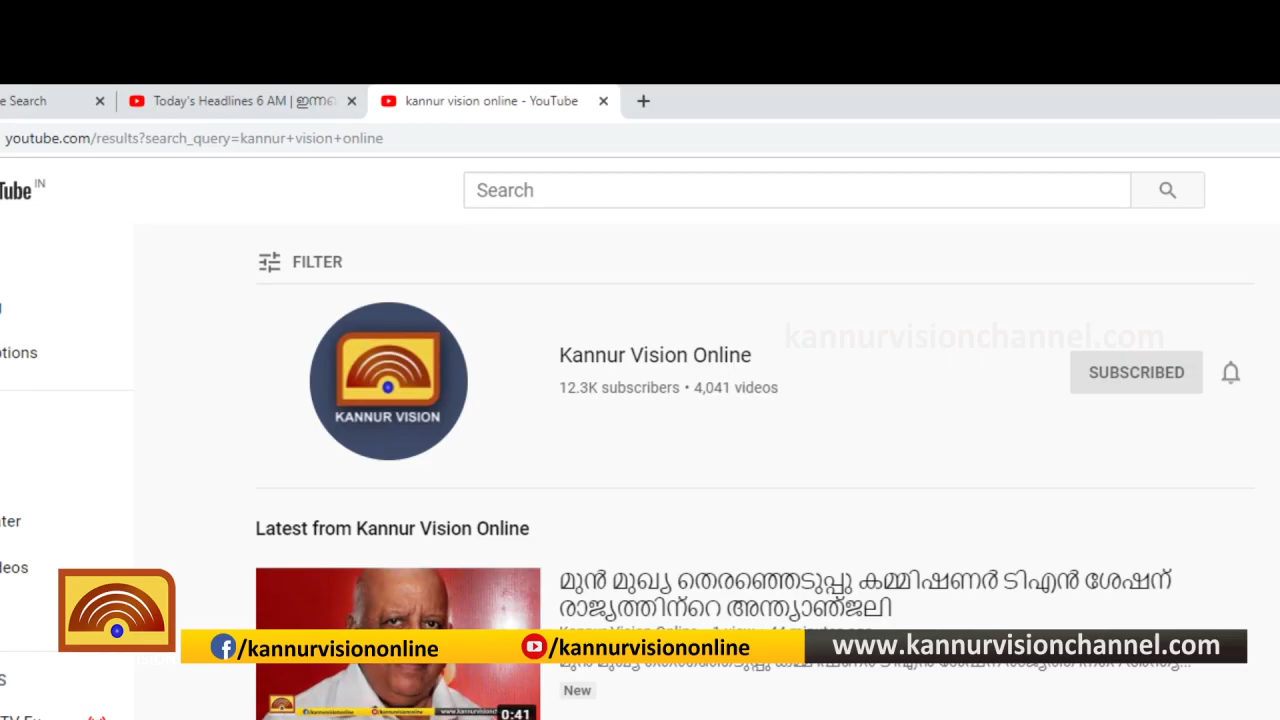 e Search
Today's Headlines 6 AM | ഇന്നത്
kannur vision online - YouTube
youtube.com/results?search_query=kannur+vision+online
Tube IN
Search
FILTER
kannurvisionchannel.com
ptions
KANNUR VISION
Kannur Vision Online
12.3K subscribers • 4,041 videos
SUBSCRIBED
Latest from Kannur Vision Online
ater
eos
മുൻ മുഖ്യ തെരഞ്ഞെടുപ്പു കമ്മിഷണർ ടിഎൻ ശേഷന്
രാജ്യത്തിന്റെ അന്ത്യാഞ്ജലി
/kannurvisiononline
/kannurvisiononline
www.kannurvisionchannel.com
New
0:41